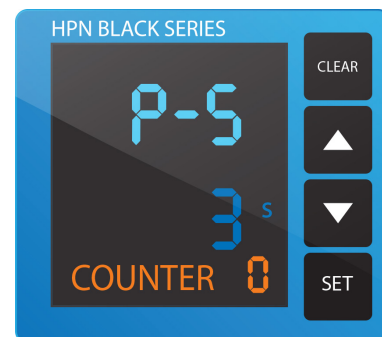 HPN BLACK SERIES
CLEAR
P-S
3 s
COUNTER 0
SET